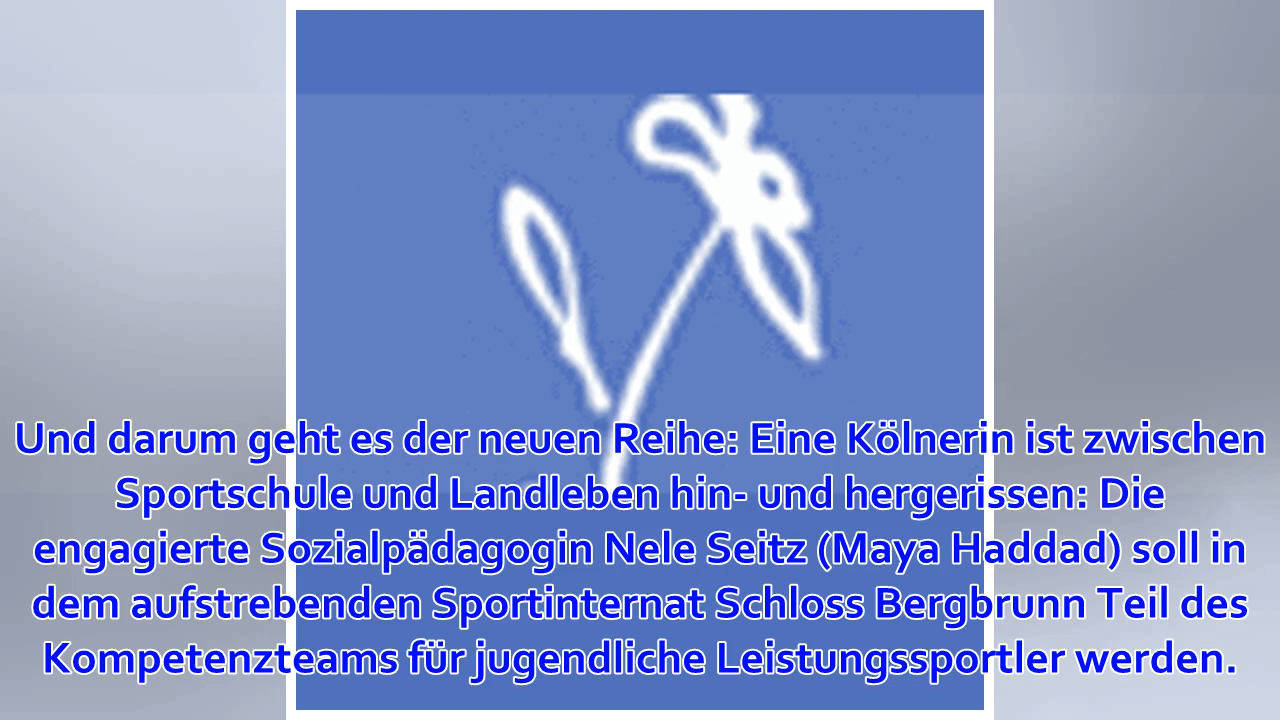 Und darum geht es der neuen Reihe: Eine Kölnerin ist zwischen
Sportschule und Landleben hin- und hergerissen: Die
engagierte Sozialpädagogin Nele Seitz (Maya Haddad) soll in
dem aufstrebenden Sportinternat Schloss Bergbrunn Teil des
Kompetenzteams für jugendliche Leistungssportler werden.